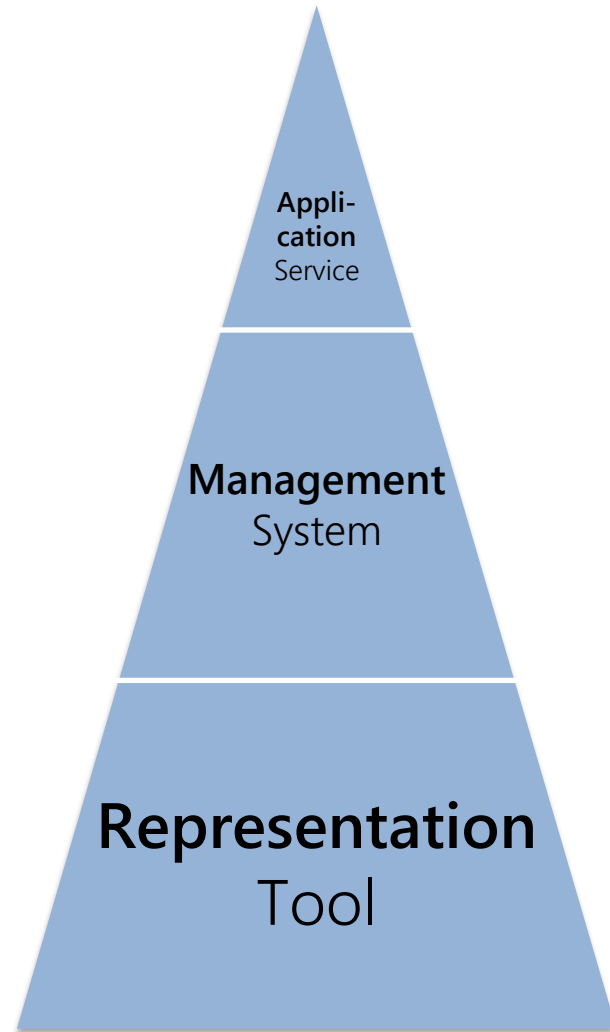 Appli-
cation
Service
Management
System
Representation
Tool